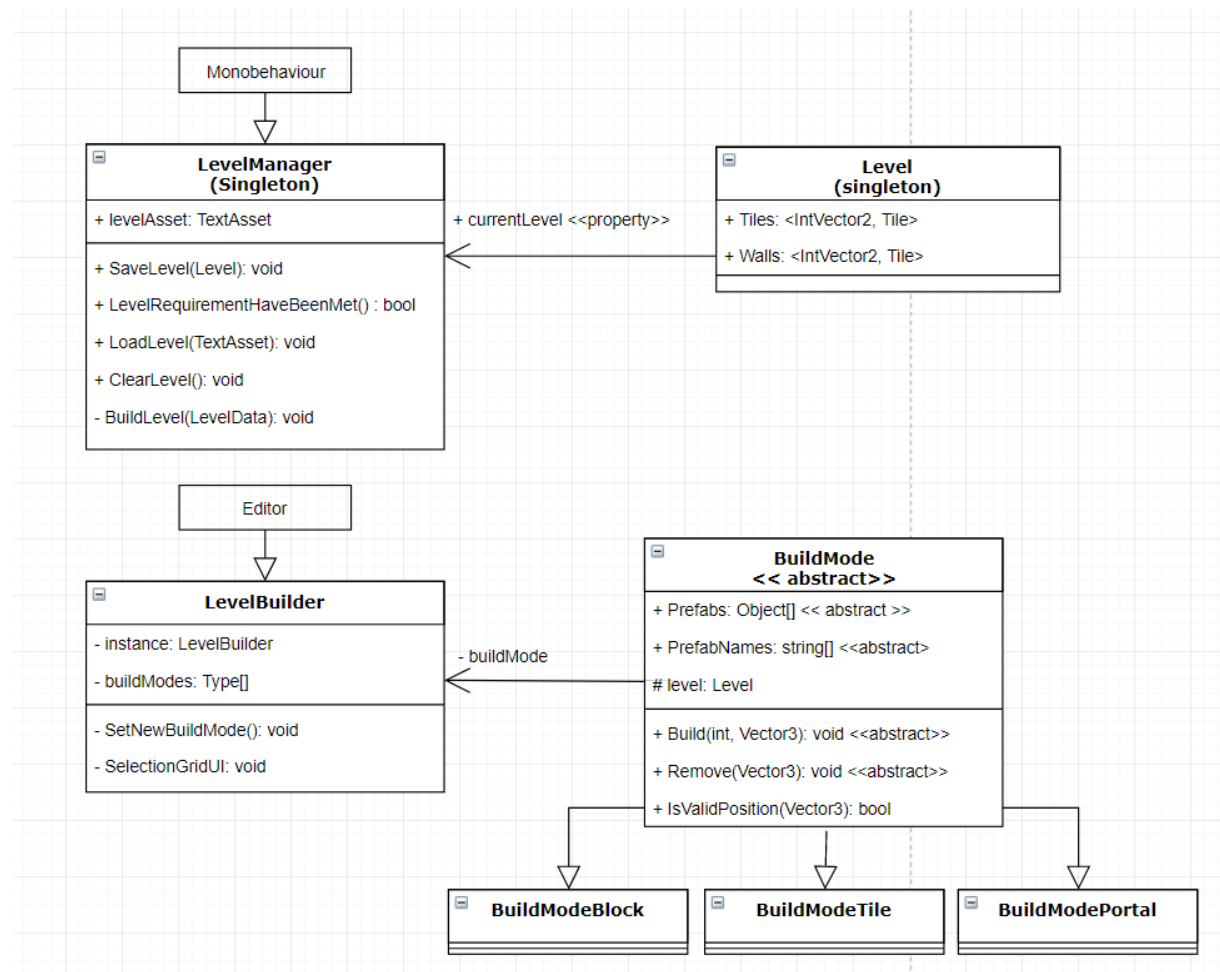 Monobehaviour
LevelManager
(Singleton)
+ levelAsset: TextAsset
+ SaveLevel(Level): void
+ LevelRequirementHaveBeenMet() : bool
+ LoadLevel(TextAsset): void
+ ClearLevel(): void
- BuildLevel(LevelData): void
+ currentLevel <<property>>
Level
(singleton)
+ Tiles: <IntVector2, Tile>
+ Walls: <IntVector2, Tile>
Editor
LevelBuilder
- instance: LevelBuilder
- buildModes: Type[]
- SetNewBuildMode(): void
- SelectionGridUI: void
- buildMode
BuildMode
<< abstract>>
+ Prefabs: Object[] << abstract >>
+ PrefabNames: string[] <<abstract>
# level: Level
+ Build(int, Vector3): void <<abstract>>
+ Remove(Vector3): void <<abstract>>
+ IsValidPosition(Vector3): bool
BuildModeBlock
BuildModeTile
BuildModePortal